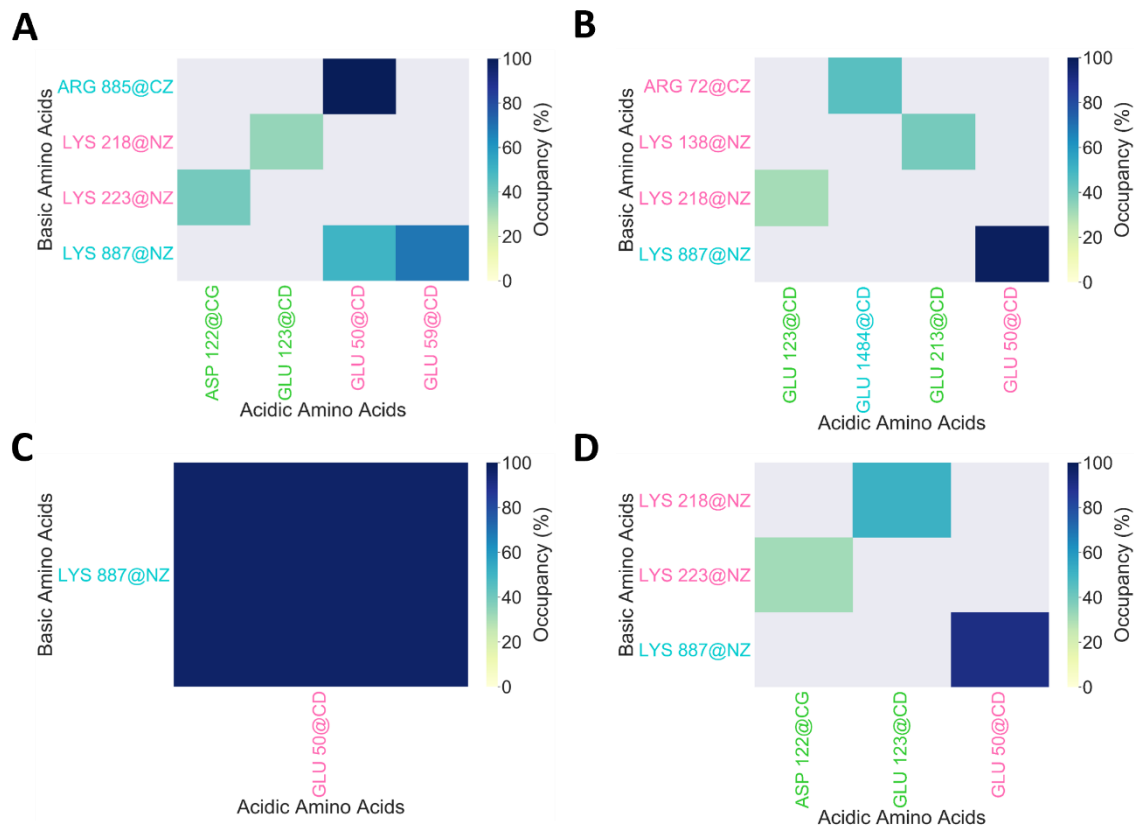 A
Basic Amino Acids
ARG 885@CZ
LYS 218@NZ
LYS 223@NZ
LYS 887@NZ
ASP 122@CG
GLU 123@CD
GLU 50@CD
GLU 59@CD
Acidic Amino Acids
100
80
60
40
20
0
Occupancy (%)
B
Basic Amino Acids
ARG 72@CZ
LYS 138@NZ
LYS 218@NZ
LYS 887@NZ
GLU 123@CD
GLU 1484@CD
GLU 213@CD
GLU 50@CD
Acidic Amino Acids
100
80
60
40
20
0
Occupancy (%)
C
Basic Amino Acids
LYS 887@NZ
GLU 50@CD
Acidic Amino Acids
100
80
60
40
20
0
Occupancy (%)
D
Basic Amino Acids
LYS 218@NZ
LYS 223@NZ
LYS 887@NZ
ASP 122@CG
GLU 123@CD
GLU 50@CD
Acidic Amino Acids
100
80
60
40
20
0
Occupancy (%)